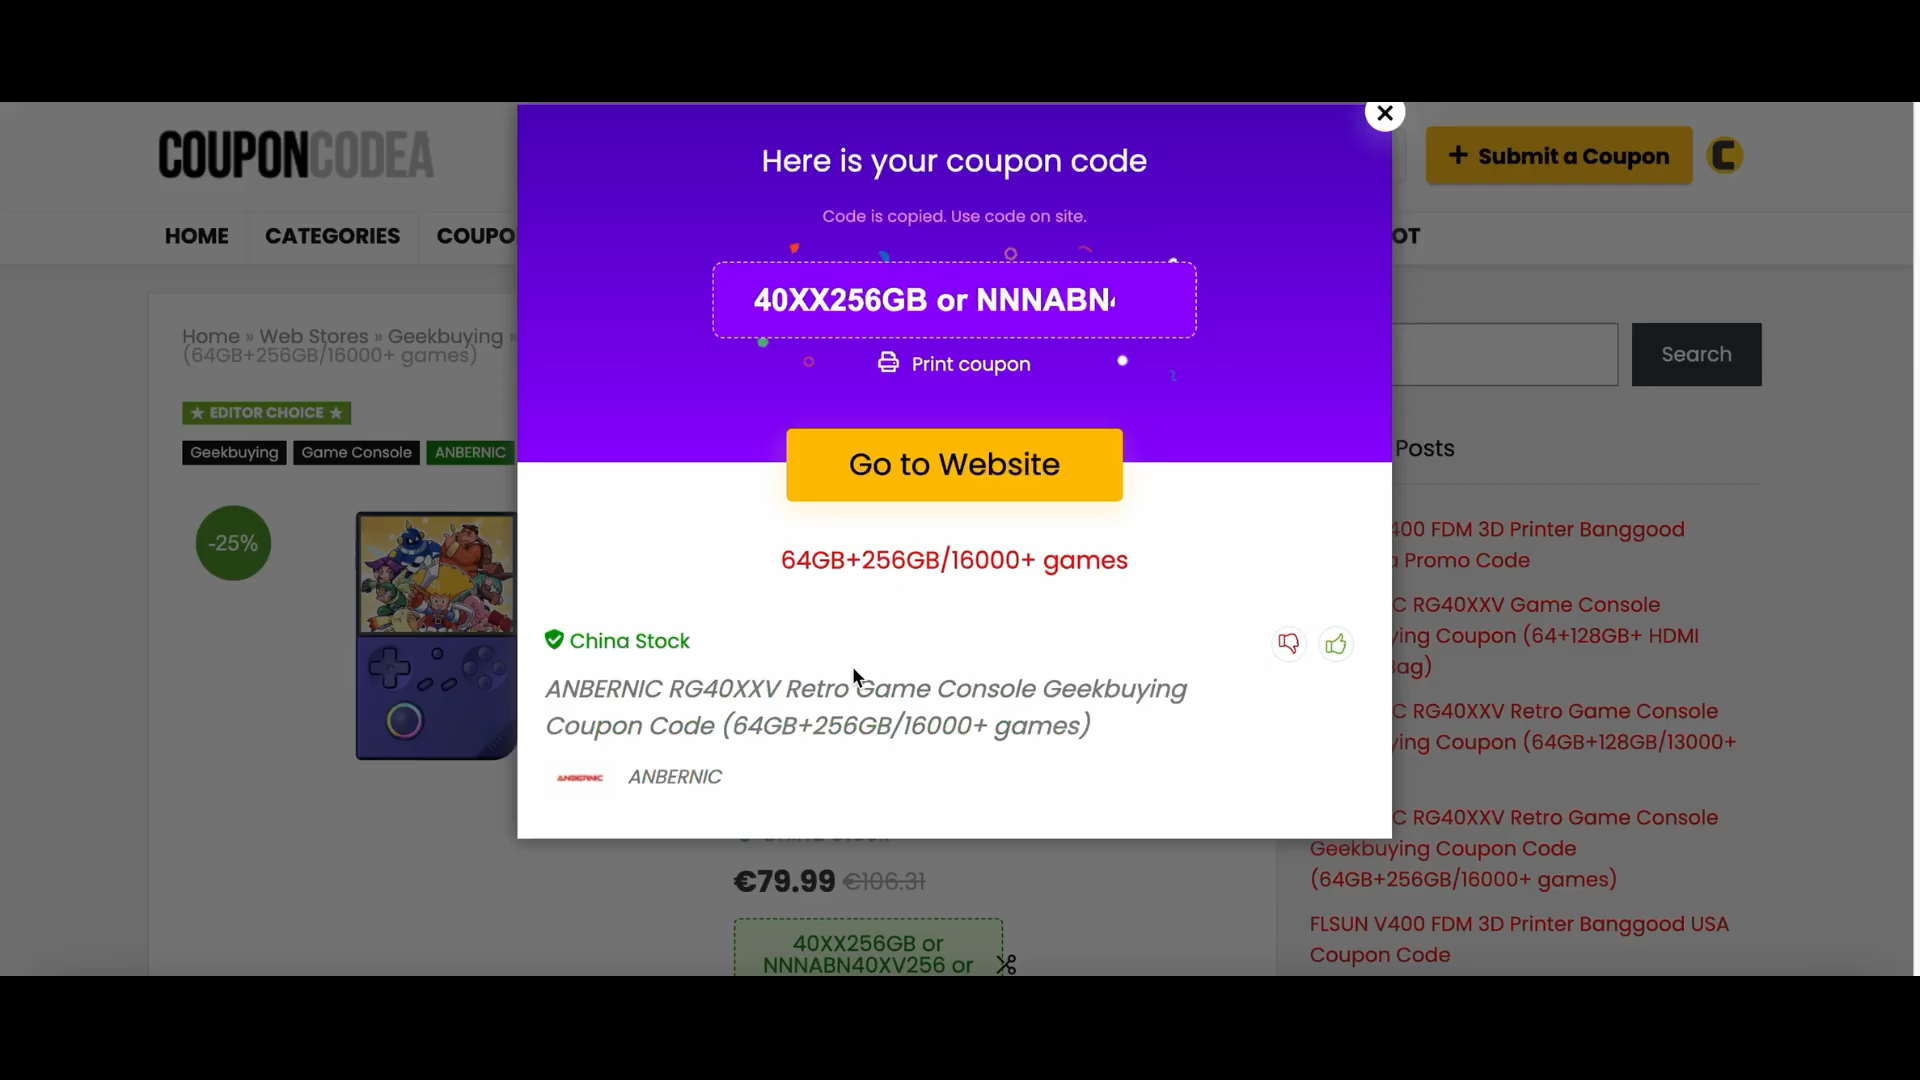 COUPONCODEA
HOME
CATEGORIES
Home » Web Stores » Geekbuying »
(64GB+256GB/16000+ games)
★ EDITOR CHOICE ★
Geekbuying
Game Console
ANBERNIC
-25%
Here is your coupon code
Code is copied. Use code on site.
40XX256GB or NNNABN
Print coupon
Go to Website
64GB+256GB/16000+ games
China Stock
ANBERNIC RG40XXV Retro Game Console Geekbuying
Coupon Code (64GB+256GB/16000+ games)
ANBERNIC
ANBERNIC
€79.99 €106.31
40XX256GB or
NNNABN40XV256 or
+ Submit a Coupon
C
Search
Posts
400 FDM 3D Printer Banggood
Promo Code
C RG40XXV Game Console
ying Coupon (64+128GB+ HDMI
Bag)
C RG40XXV Retro Game Console
ying Coupon (64GB+128GB/13000+
C RG40XXV Retro Game Console
Geekbuying Coupon Code
(64GB+256GB/16000+ games)
FLSUN V400 FDM 3D Printer Banggood USA
Coupon Code